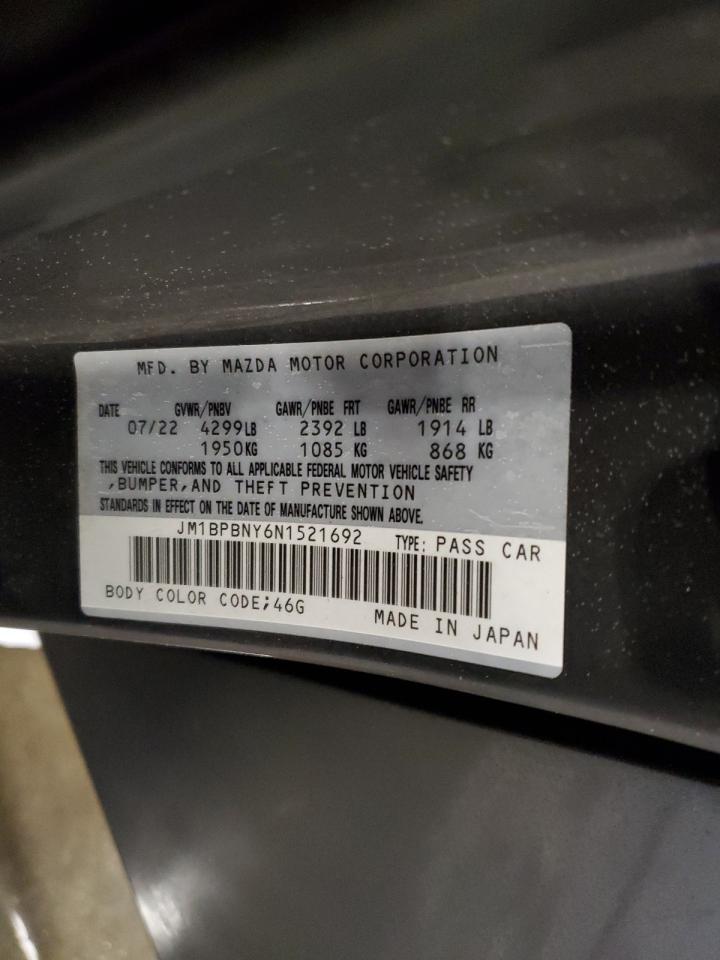 MFD. BY MAZDA MOTOR CORPORATION
DATE GVWR/PNBV GAWR/PNBE FRT GAWR/PNBE RR
07/22 4299LB 2392 LB 1914 LB
1950KG 1085 KG 868 KG
THIS VEHICLE CONFORMS TO ALL APPLICABLE FEDERAL MOTOR VEHICLE SAFETY
,BUMPER,AND THEFT PREVENTION
STANDARDS IN EFFECT ON THE DATE OF MANUFACTURE SHOWN ABOVE.
JM1BPBNY6N1521692 TYPE: PASS CAR
BODY COLOR CODE;46G MADE IN JAPAN